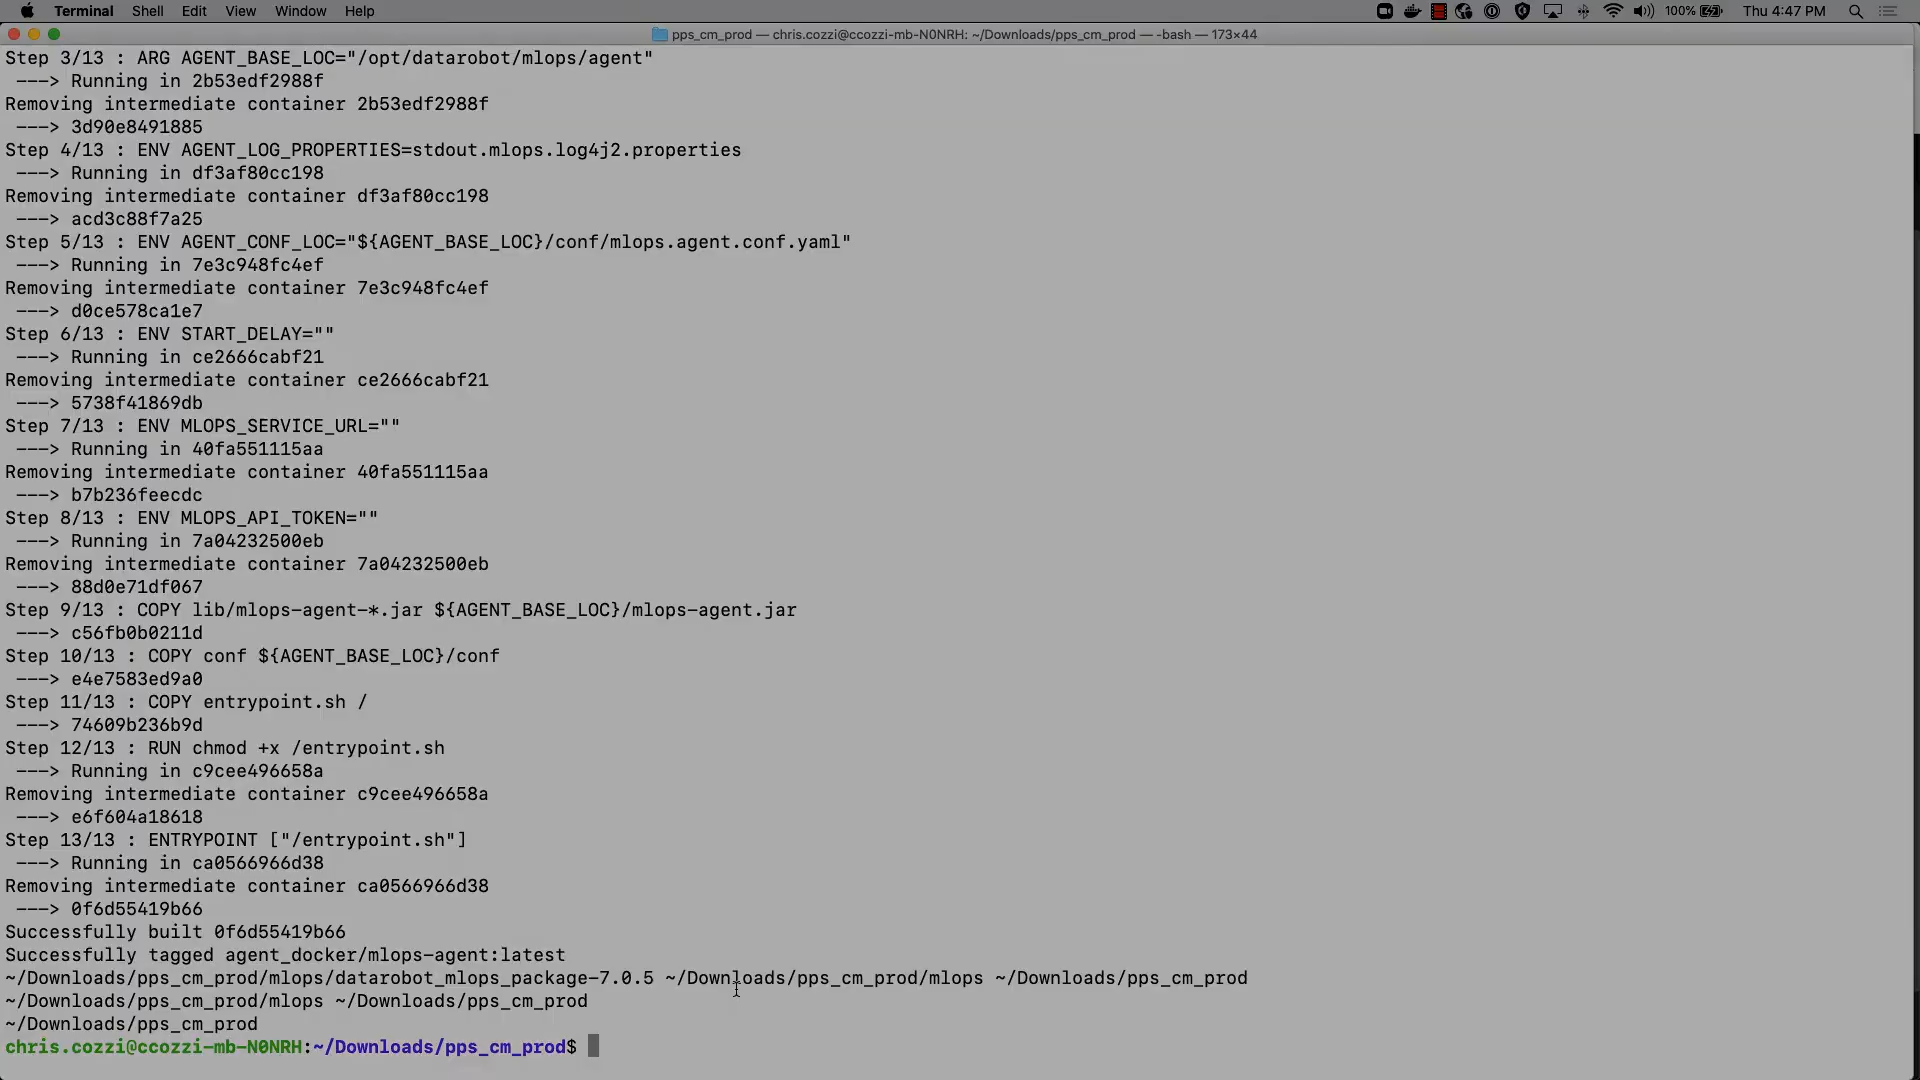 Terminal Shell Edit View Window Help 100% Thu 4:47 PM
pps_cm_prod — chris.cozzi@ccozzi-mb-N0NRH: ~/Downloads/pps_cm_prod — -bash — 173×44
Step 3/13 : ARG AGENT_BASE_LOC="/opt/datarobot/mlops/agent"
---> Running in 2b53edf2988f
Removing intermediate container 2b53edf2988f
---> 3d90e8491885
Step 4/13 : ENV AGENT_LOG_PROPERTIES=stdout.mlops.log4j2.properties
---> Running in df3af80cc198
Removing intermediate container df3af80cc198
---> acd3c88f7a25
Step 5/13 : ENV AGENT_CONF_LOC="${AGENT_BASE_LOC}/conf/mlops.agent.conf.yaml"
---> Running in 7e3c948fc4ef
Removing intermediate container 7e3c948fc4ef
---> d0ce578ca1e7
Step 6/13 : ENV START_DELAY=""
---> Running in ce2666cabf21
Removing intermediate container ce2666cabf21
---> 5738f41869db
Step 7/13 : ENV MLOPS_SERVICE_URL=""
---> Running in 40fa551115aa
Removing intermediate container 40fa551115aa
---> b7b236feecdc
Step 8/13 : ENV MLOPS_API_TOKEN=""
---> Running in 7a04232500eb
Removing intermediate container 7a04232500eb
---> 88d0e71df067
Step 9/13 : COPY lib/mlops-agent-*.jar ${AGENT_BASE_LOC}/mlops-agent.jar
---> c56fb0b0211d
Step 10/13 : COPY conf ${AGENT_BASE_LOC}/conf
---> e4e7583ed9a0
Step 11/13 : COPY entrypoint.sh /
---> 74609b236b9d
Step 12/13 : RUN chmod +x /entrypoint.sh
---> Running in c9cee496658a
Removing intermediate container c9cee496658a
---> e6f604a18618
Step 13/13 : ENTRYPOINT ["/entrypoint.sh"]
---> Running in ca0566966d38
Removing intermediate container ca0566966d38
---> 0f6d55419b66
Successfully built 0f6d55419b66
Successfully tagged agent_docker/mlops-agent:latest
~/Downloads/pps_cm_prod/mlops/datarobot_mlops_package-7.0.5 ~/Downloads/pps_cm_prod/mlops ~/Downloads/pps_cm_prod
~/Downloads/pps_cm_prod/mlops ~/Downloads/pps_cm_prod
~/Downloads/pps_cm_prod
chris.cozzi@ccozzi-mb-N0NRH:~/Downloads/pps_cm_prod$